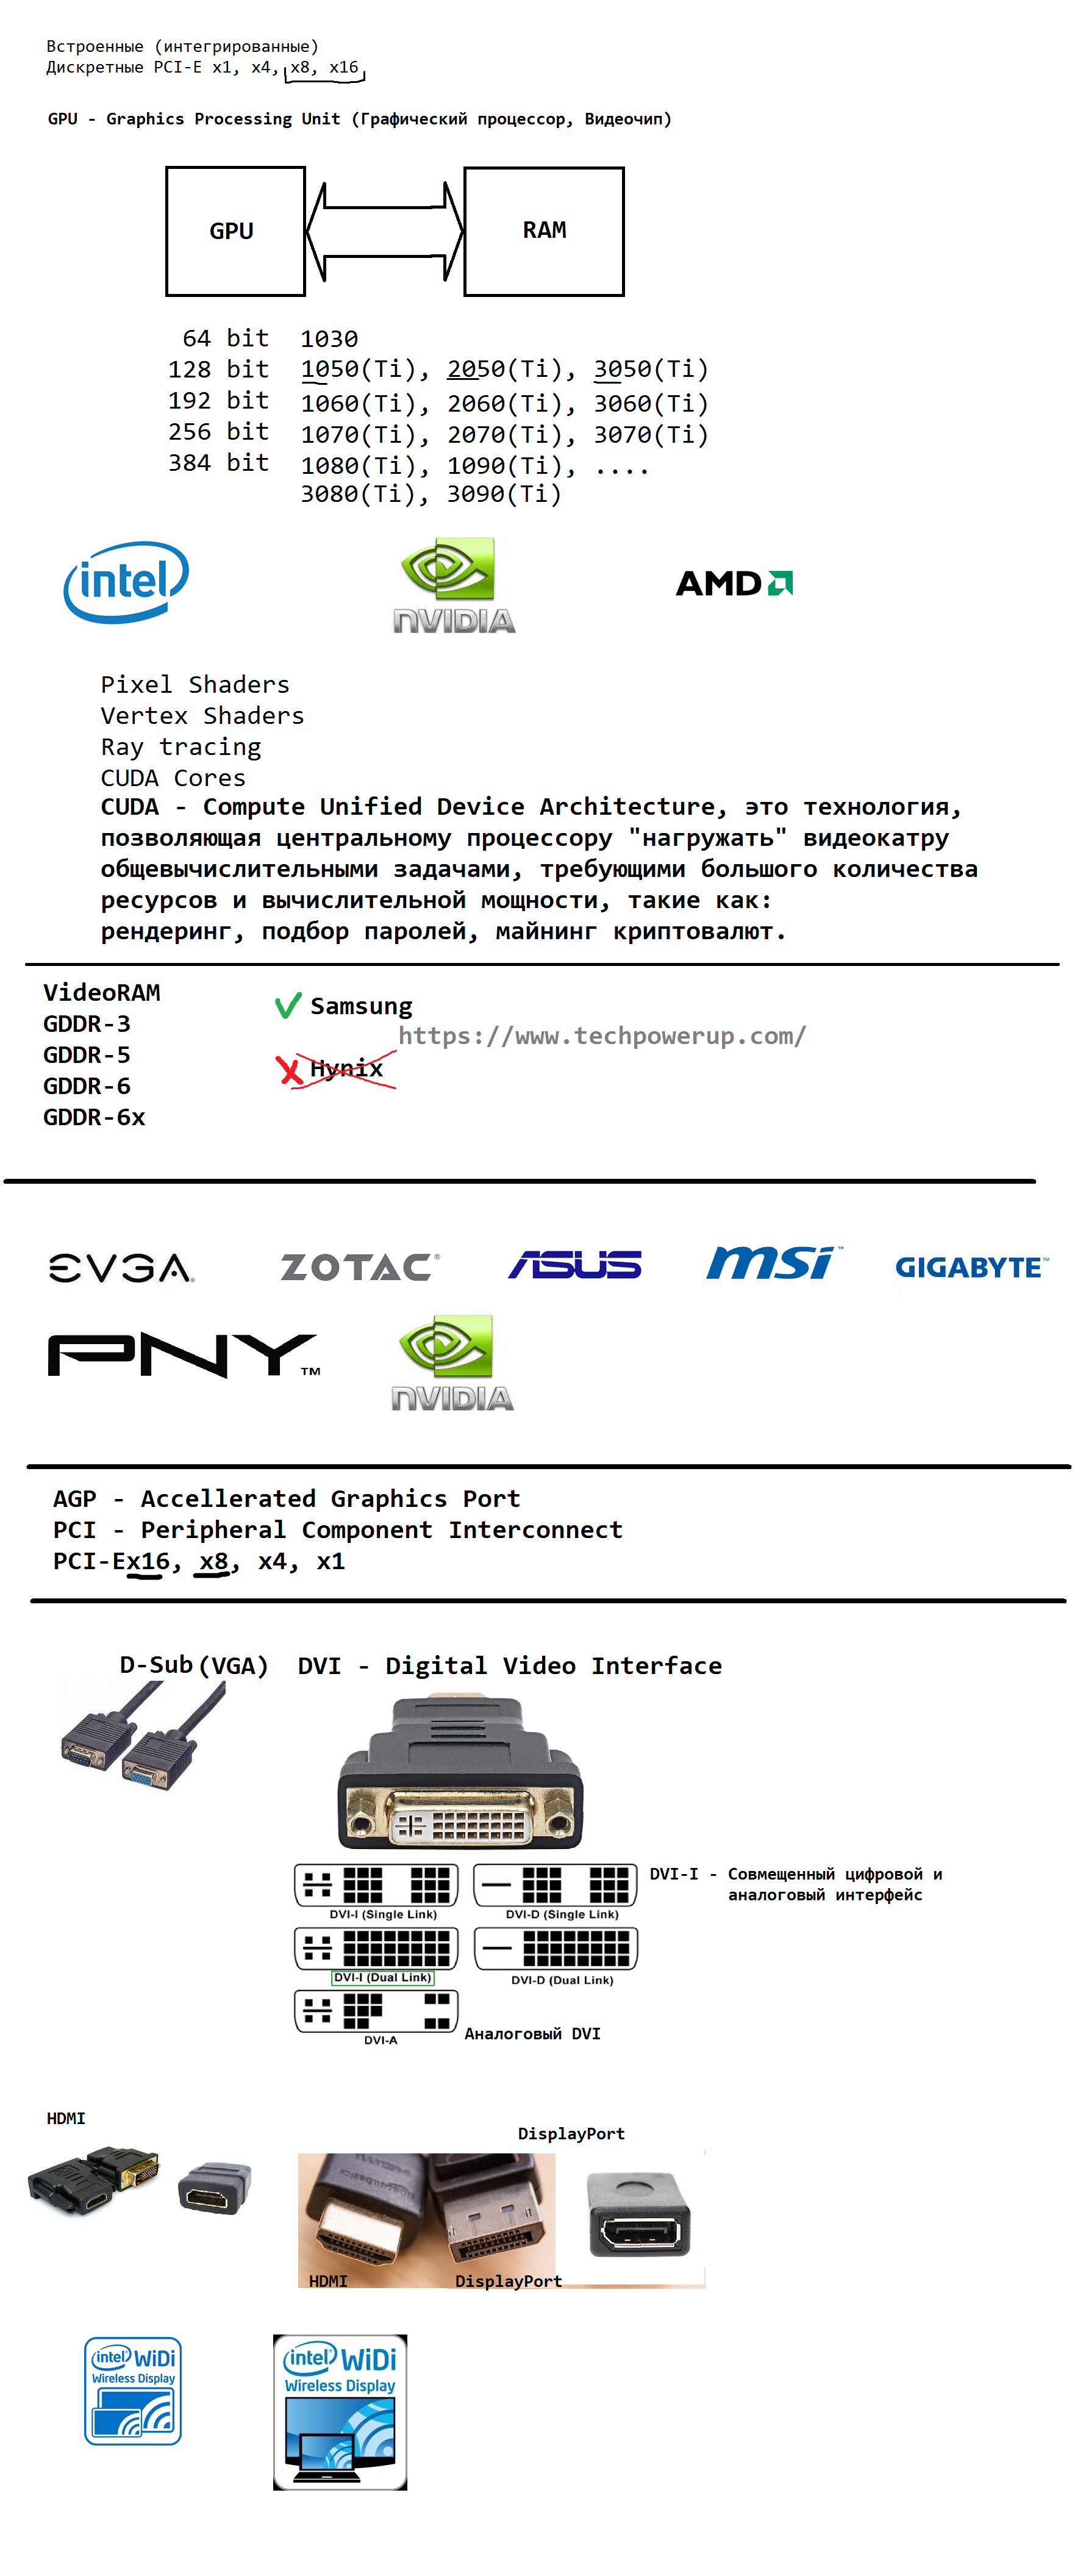 Встроенные (интегрированные)
Дискретные PCI-E x1, x4, x8, x16
GPU - Graphics Processing Unit (Графический процессор, Видеочип)
GPU
RAM
64 bit 1030
128 bit 1050(Ti), 2050(Ti), 3050(Ti)
192 bit 1060(Ti), 2060(Ti), 3060(Ti)
256 bit 1070(Ti), 2070(Ti), 3070(Ti)
384 bit 1080(Ti), 1090(Ti), ....
3080(Ti), 3090(Ti)
intel
NVIDIA
AMD
Pixel Shaders
Vertex Shaders
Ray tracing
CUDA Cores
CUDA - Compute Unified Device Architecture, это технология,
позволяющая центральному процессору "нагружать" видеокатру
общевычислительными задачами, требующими большого количества
ресурсов и вычислительной мощности, такие как:
рендеринг, подбор паролей, майнинг криптовалют.
VideoRAM
GDDR-3
GDDR-5
GDDR-6
GDDR-6x
Samsung
https://www.techpowerup.com/
Hynix
EVGA®
ZOTAC®
ASUS
msi™
GIGABYTE™
PNY™
NVIDIA
AGP - Accellerated Graphics Port
PCI - Peripheral Component Interconnect
PCI-Ex16, x8, x4, x1
D-Sub (VGA) DVI - Digital Video Interface
DVI-I (Single Link)
DVI-D (Single Link)
DVI-I - Совмещенный цифровой и
аналоговый интерфейс
DVI-I (Dual Link)
DVI-D (Dual Link)
DVI-A
Аналоговый DVI
HDMI
DisplayPort
HDMI
DisplayPort
intel WiDi
Wireless Display
intel WiDi
Wireless Display